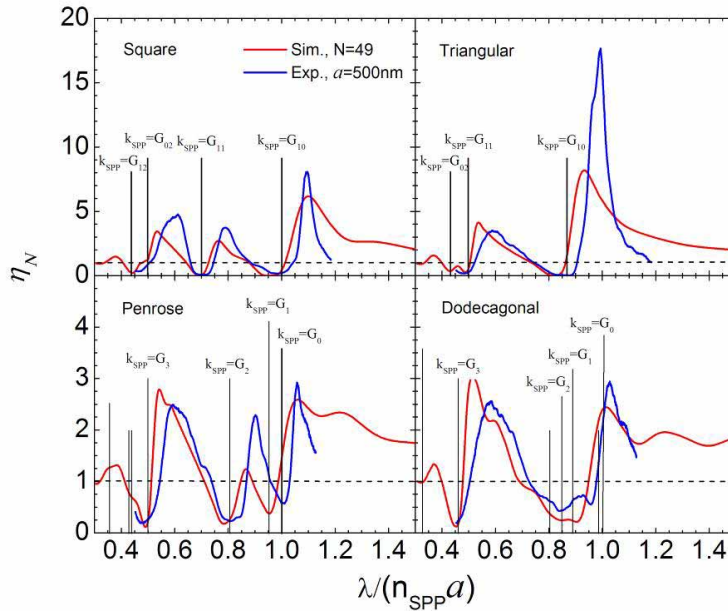 Square
Sim., N=49
Exp., a=500nm
k_SPP=G_12
k_SPP=G_02
k_SPP=G_11
k_SPP=G_10
Triangular
k_SPP=G_02
k_SPP=G_11
k_SPP=G_10
20
15
10
5
0
η_N
Penrose
k_SPP=G_3
k_SPP=G_2
k_SPP=G_1
k_SPP=G_0
Dodecagonal
k_SPP=G_3
k_SPP=G_2
k_SPP=G_1
k_SPP=G_0
5
4
3
2
1
0
0.4 0.6 0.8 1.0 1.2 1.4
0.4 0.6 0.8 1.0 1.2 1.4
λ/(n_SPP a)